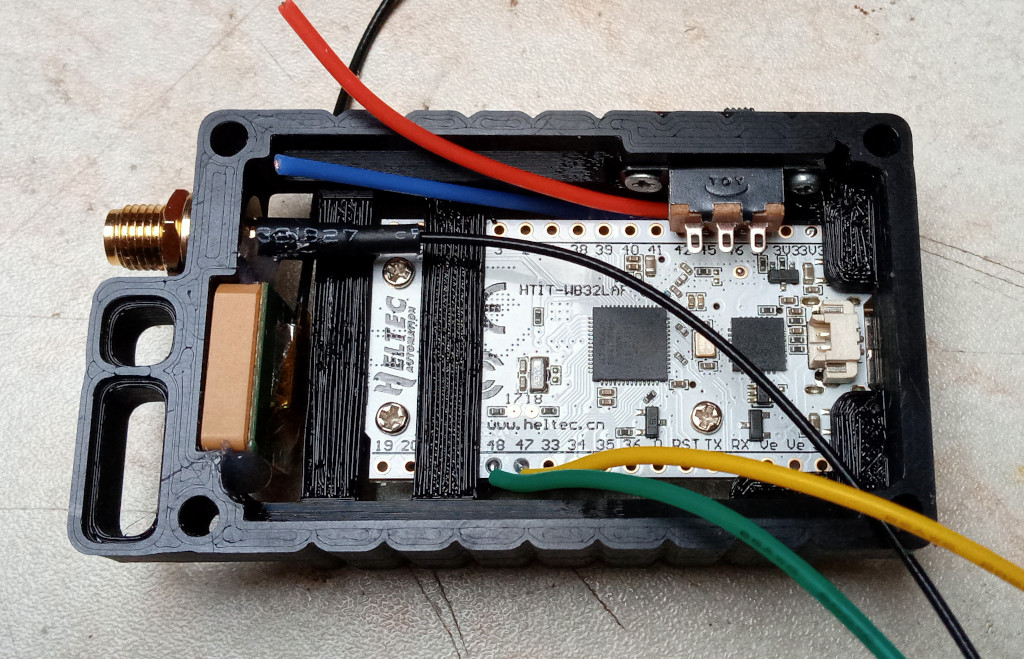 TOY
38 39 40 41 42 45 46 3V3 3V3
HTIT-WB32LAF
HELTEC
AUTOMATION
1718
www.heltec.cn
19 20 48 47 33 34 35 36 0 RST TX RX Ve Ve